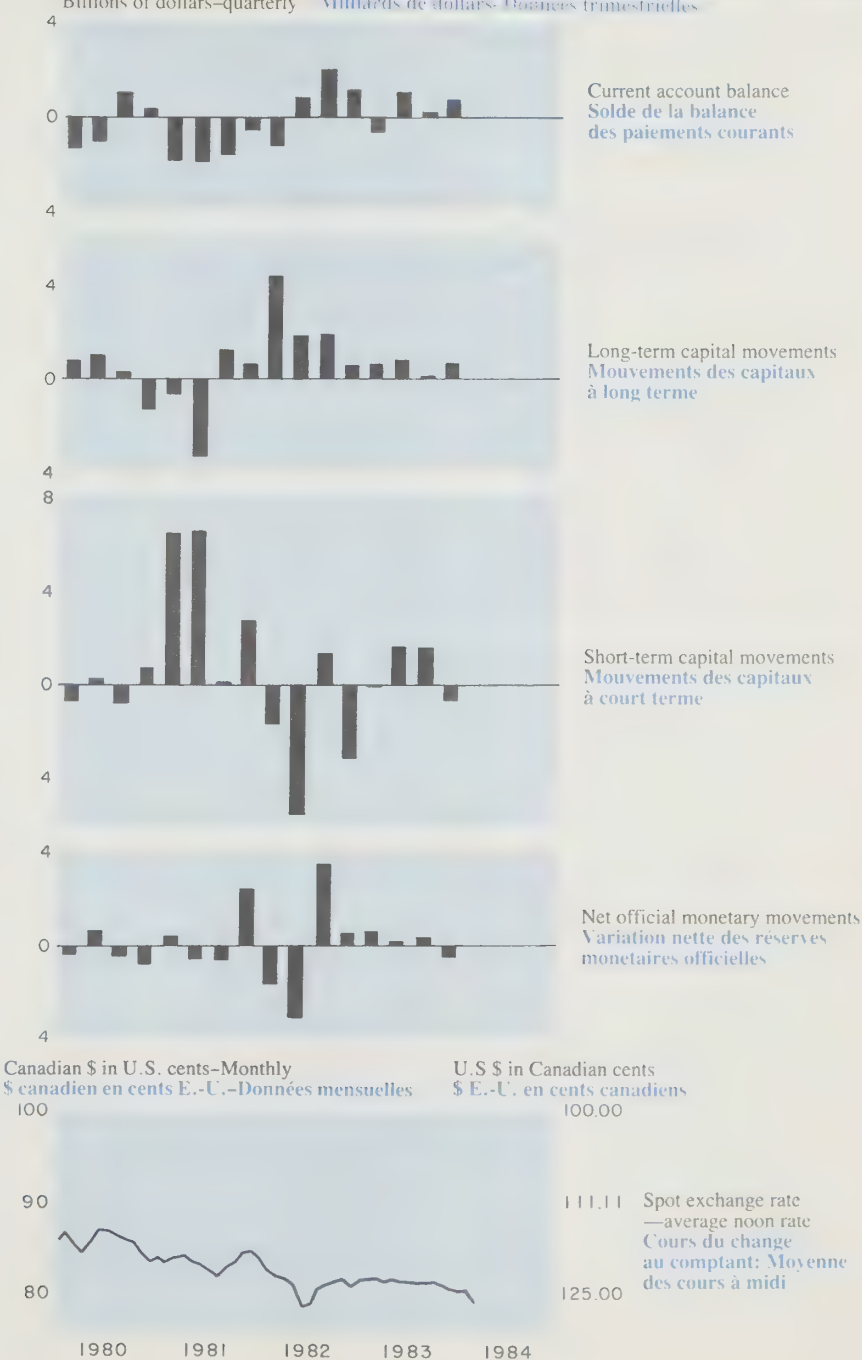 Billions of dollars–quarterly Milliards de dollars- Données trimestrielles
4
0
4
Current account balance
Solde de la balance
des paiements courants
4
0
4
Long-term capital movements
Mouvements des capitaux
à long terme
8
4
0
4
Short-term capital movements
Mouvements des capitaux
à court terme
4
0
4
Net official monetary movements
Variation nette des réserves
monetaires officielles
Canadian $ in U.S. cents–Monthly
$ canadien en cents E.-U.–Données mensuelles
U.S $ in Canadian cents
$ E.-U. en cents canadiens
100
90
80
100.00
111.11
125.00
Spot exchange rate
—average noon rate
Cours du change
au comptant: Moyenne
des cours à midi
1980 1981 1982 1983 1984